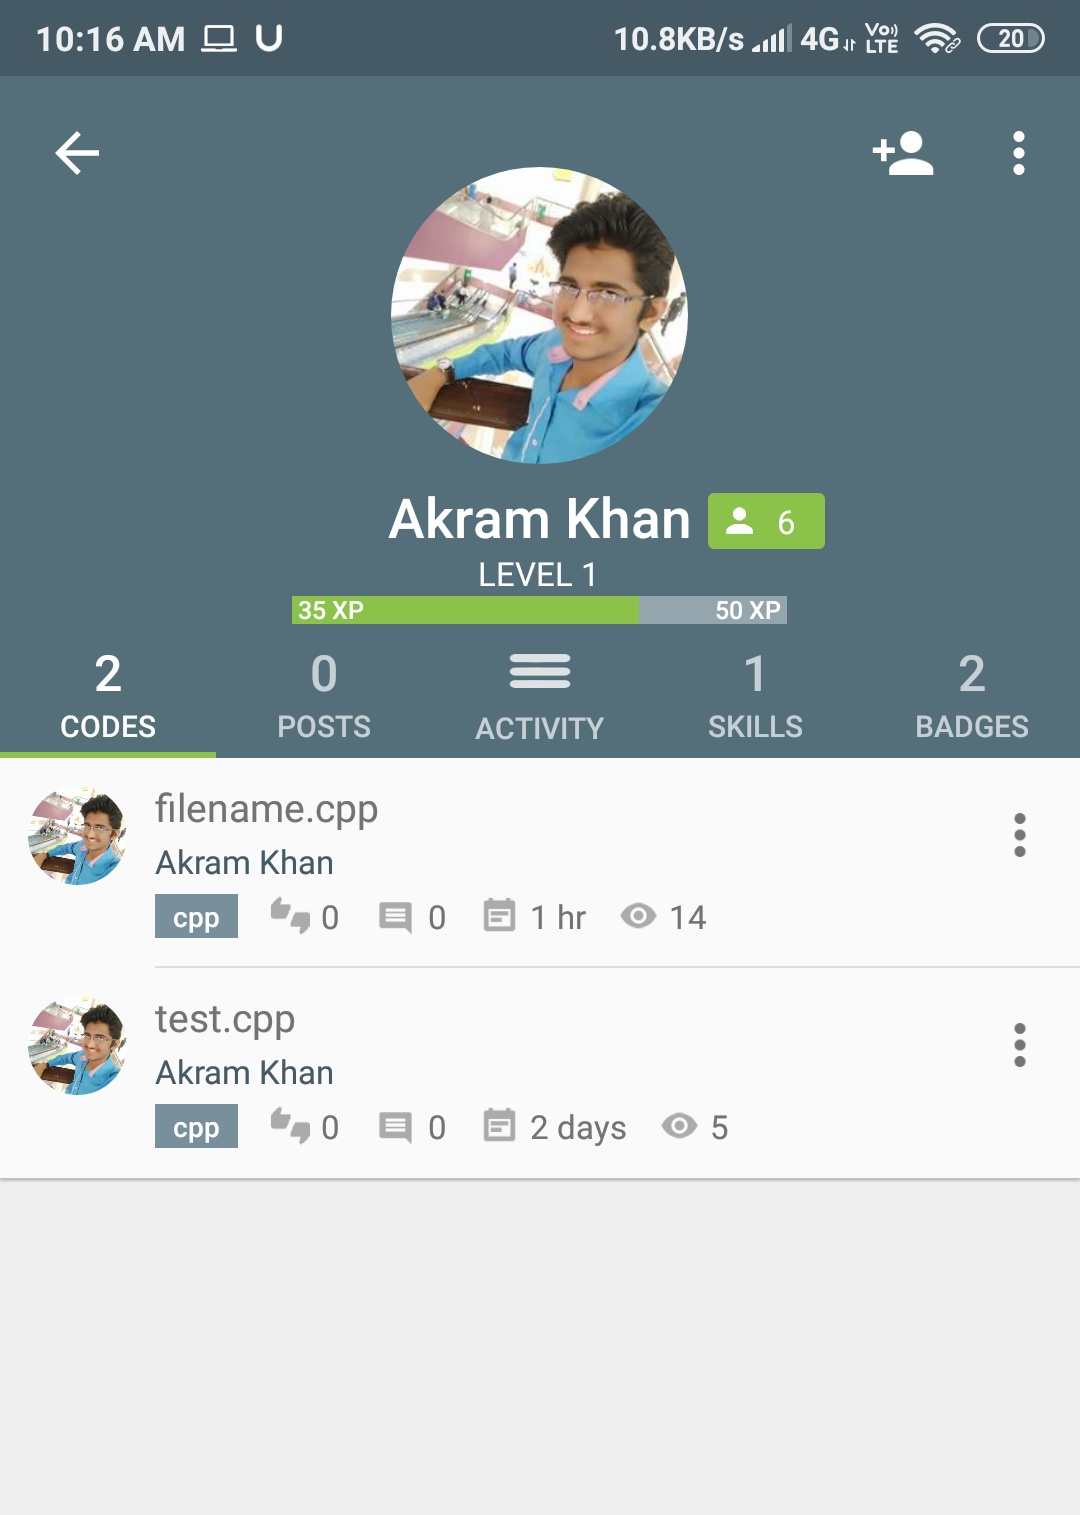 10:16 AM 10.8KB/s 4G VoLTE 20
Akram Khan 6
LEVEL 1
35 XP 50 XP
2 0 1 2
CODES POSTS ACTIVITY SKILLS BADGES
filename.cpp
Akram Khan
cpp 0 0 1 hr 14
test.cpp
Akram Khan
cpp 0 0 2 days 5